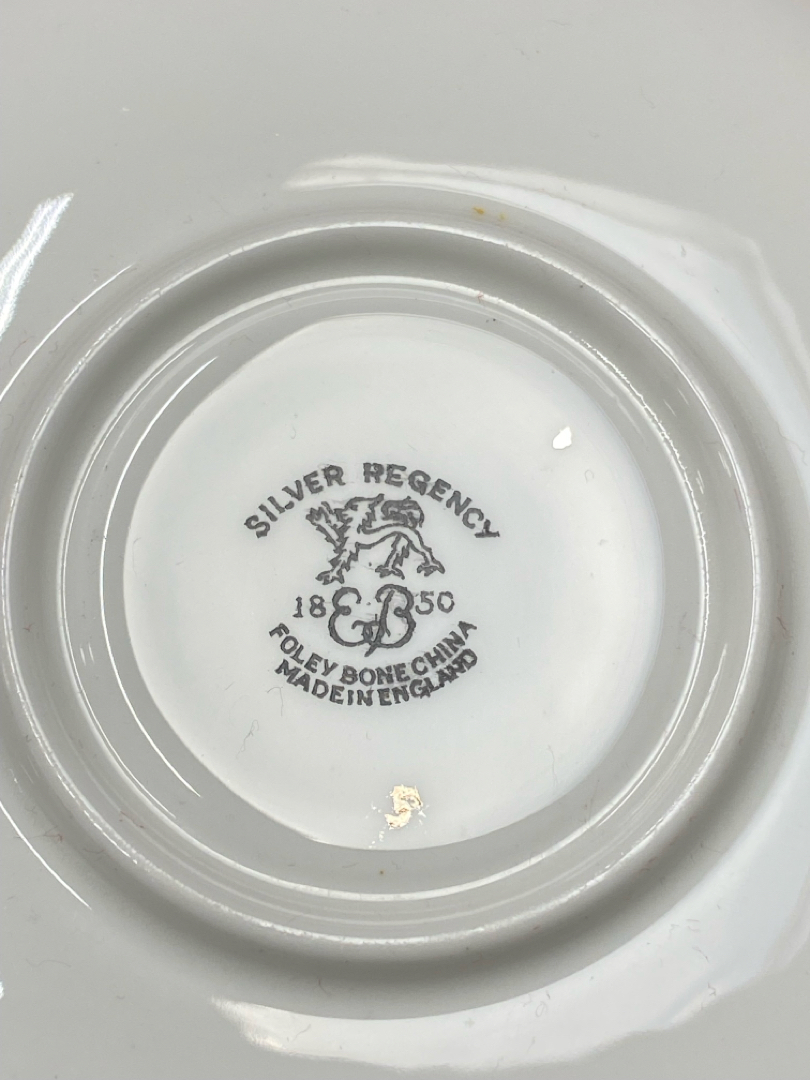 SILVER REGENCY
18 EB 50
FOLEY BONE CHINA
MADE IN ENGLAND